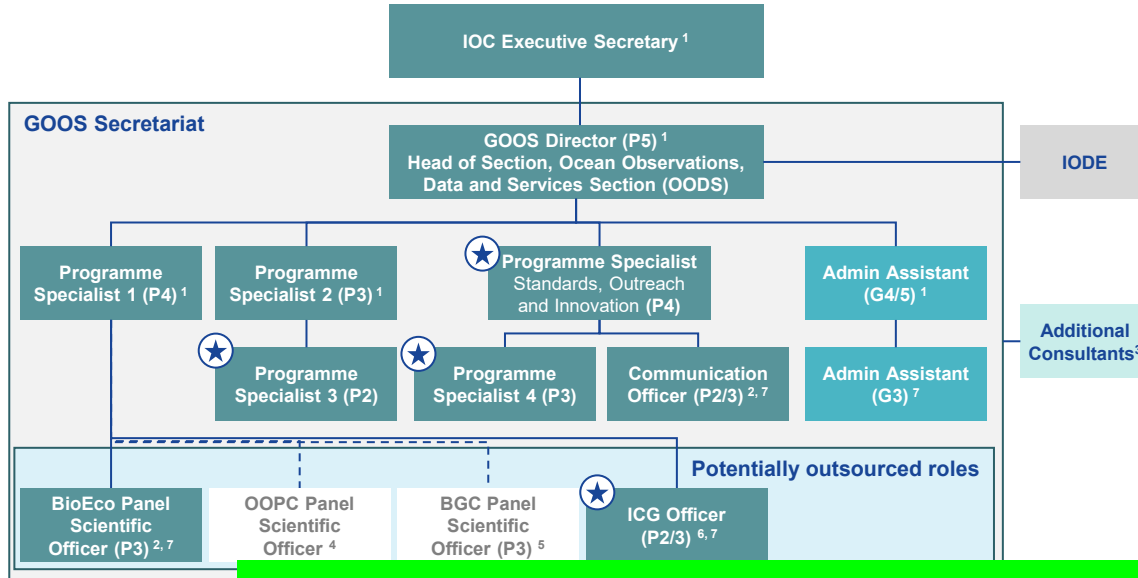 IOC Executive Secretary 1
GOOS Secretariat
GOOS Director (P5) 1
Head of Section, Ocean Observations,
Data and Services Section (OODS)
IODE
Programme
Specialist 1 (P4) 1
Programme
Specialist 2 (P3) 1
Programme Specialist
Standards, Outreach
and Innovation (P4)
Admin Assistant
(G4/5) 1
Additional
Consultants3
Programme
Specialist 3 (P2)
Programme
Specialist 4 (P3)
Communication
Officer (P2/3) 2, 7
Admin Assistant
(G3) 7
Potentially outsourced roles
BioEco Panel
Scientific
Officer (P3) 2, 7
OOPC Panel
Scientific
Officer 4
BGC Panel
Scientific
Officer (P3) 5
ICG Officer
(P2/3) 6, 7